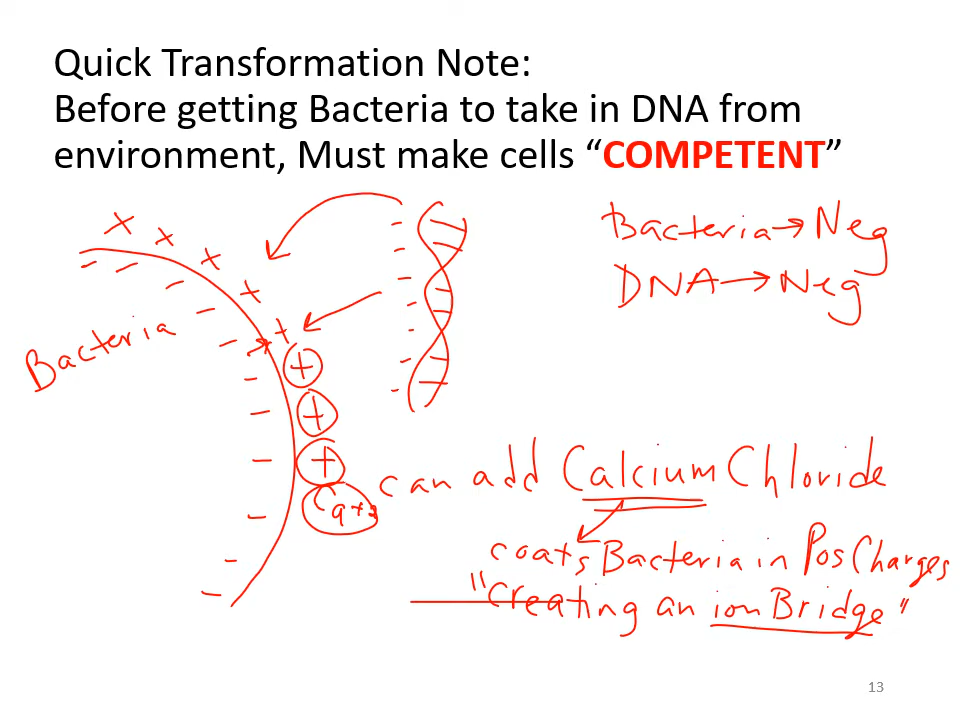 Quick Transformation Note:
Before getting Bacteria to take in DNA from
environment, Must make cells “COMPETENT”
Bacteria → Neg
DNA → Neg
Bacteria
can add Calcium Chloride
Ca++
coats Bacteria in Pos Charges
"creating an ion Bridge"
13